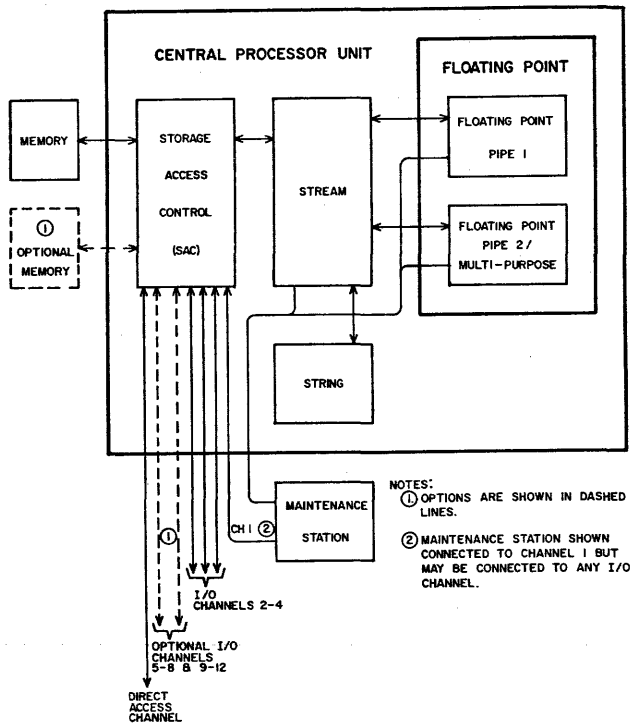 CENTRAL PROCESSOR UNIT
FLOATING POINT
MEMORY
STORAGE
ACCESS
CONTROL
(SAC)
STREAM
FLOATING POINT
PIPE 1
FLOATING POINT
PIPE 2/
MULTI-PURPOSE
1
OPTIONAL
MEMORY
STRING
MAINTENANCE
STATION
CH 1 2
1
I/O
CHANNELS 2-4
OPTIONAL I/O
CHANNELS
5-8 & 9-12
DIRECT
ACCESS
CHANNEL
NOTES:
1. OPTIONS ARE SHOWN IN DASHED
LINES.
2 MAINTENANCE STATION SHOWN
CONNECTED TO CHANNEL 1 BUT
MAY BE CONNECTED TO ANY I/O
CHANNEL.